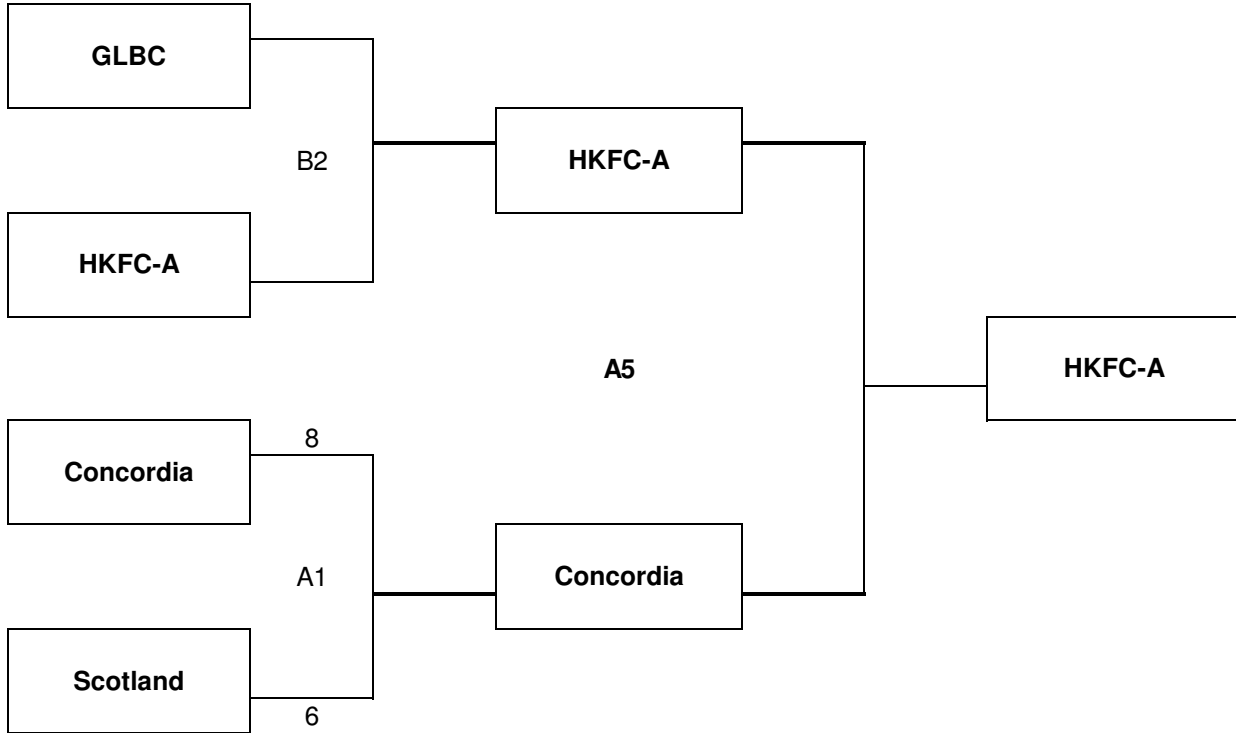 GLBC
B2
HKFC-A
HKFC-A
A5
HKFC-A
8
Concordia
A1
Concordia
Scotland
6